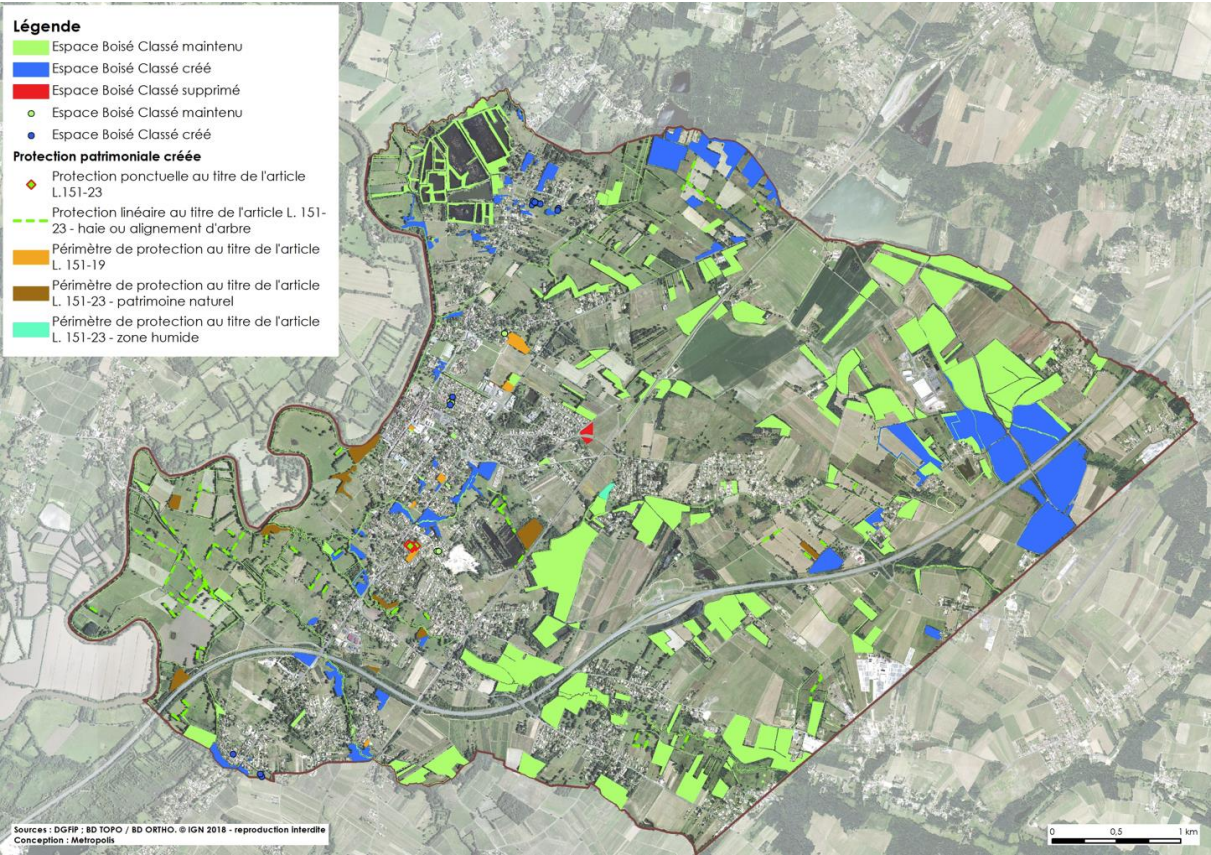 Légende
Espace Boisé Classé maintenu
Espace Boisé Classé créé
Espace Boisé Classé supprimé
Espace Boisé Classé maintenu
Espace Boisé Classé créé
Protection patrimoniale créée
Protection ponctuelle au titre de l'article
L.151-23
Protection linéaire au titre de l'article L. 151-
23 - haie ou alignement d'arbre
Périmètre de protection au titre de l'article
L. 151-19
Périmètre de protection au titre de l'article
L. 151-23 - patrimoine naturel
Périmètre de protection au titre de l'article
L. 151-23 - zone humide
Sources : DGFiP ; BD TOPO / BD ORTHO. © IGN 2018 - reproduction interdite
Conception : Metropolis
0 0,5 1 km